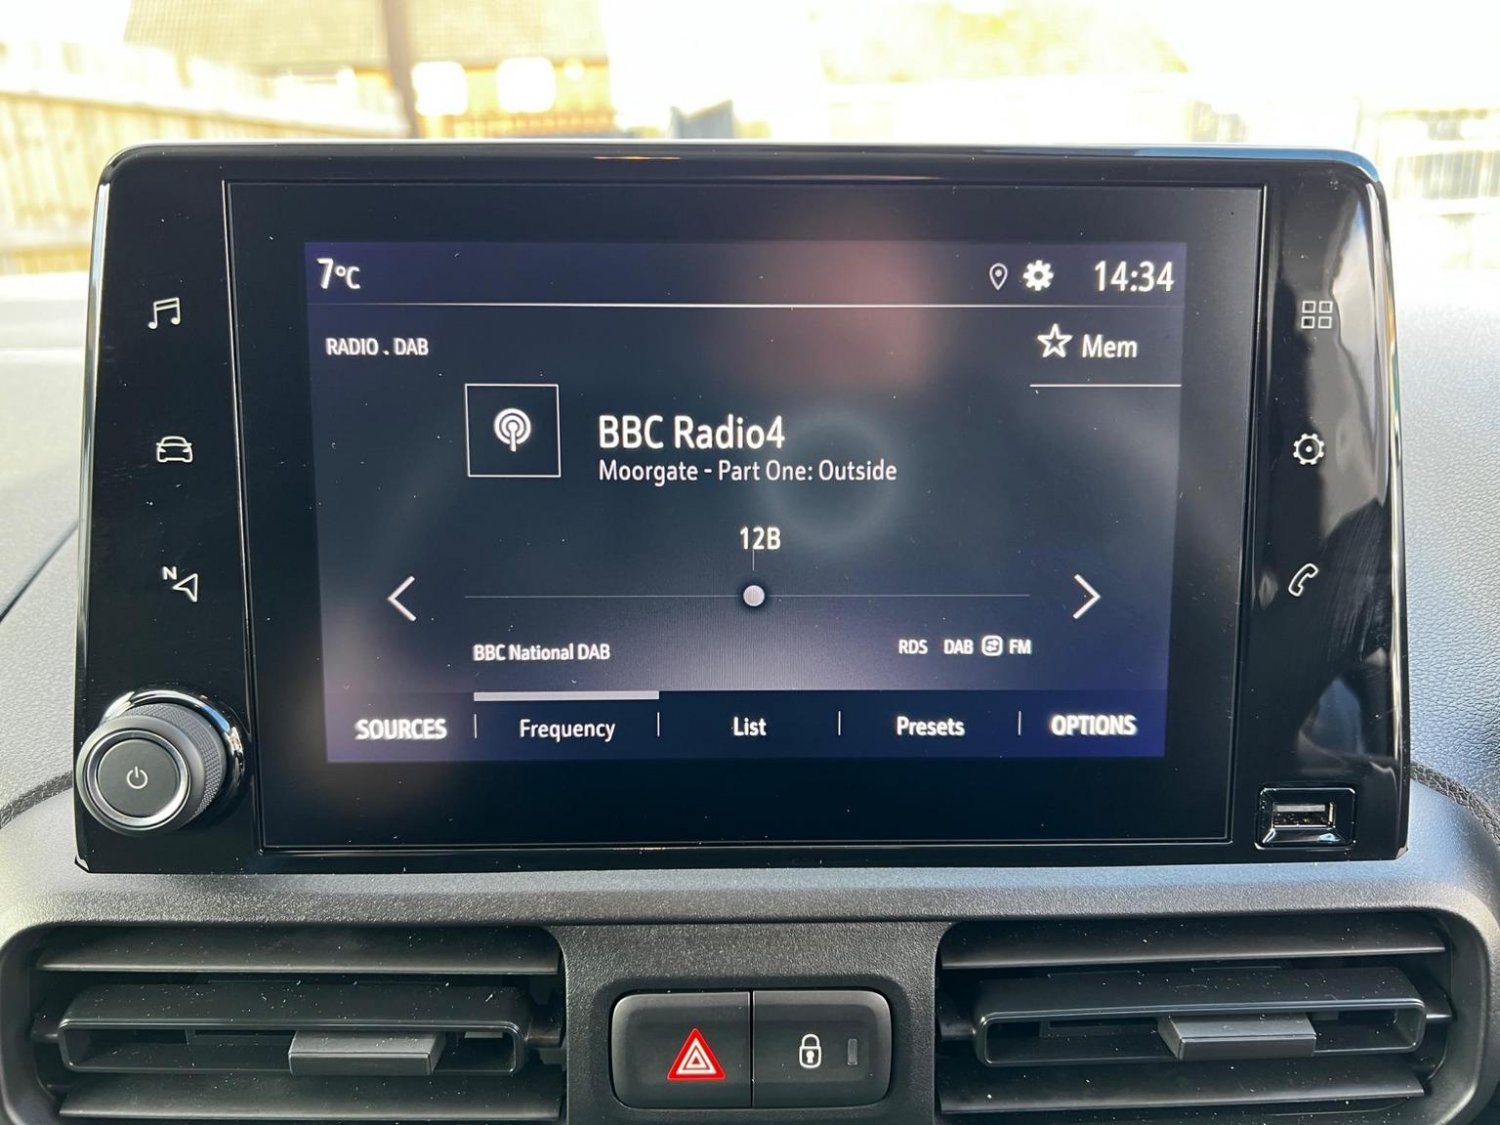 7°C
14:34
RADIO . DAB
Mem
BBC Radio4
Moorgate - Part One: Outside
12B
N
BBC National DAB
RDS DAB FM
SOURCES Frequency List Presets OPTIONS